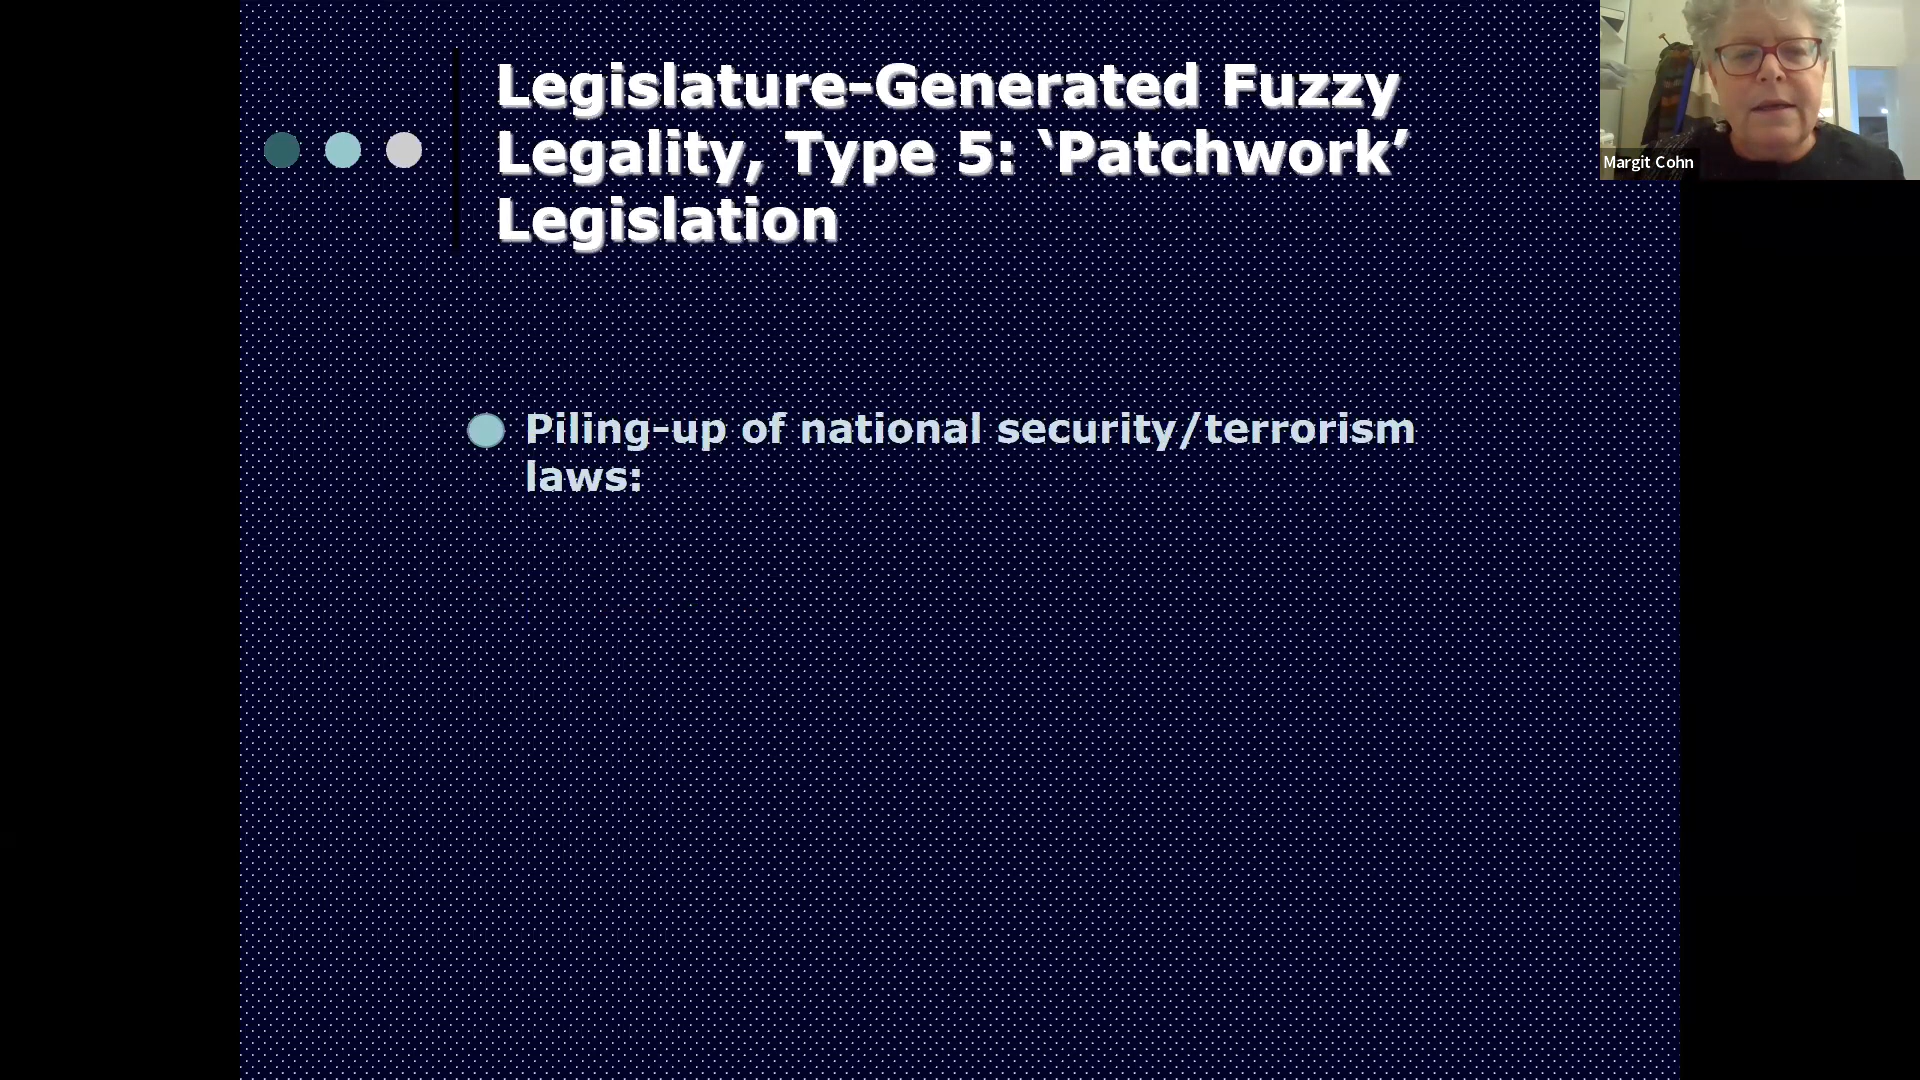 Legislature-Generated Fuzzy
Legality, Type 5: ‘Patchwork’
Legislation
Margit Cohn
Piling-up of national security/terrorism
laws: